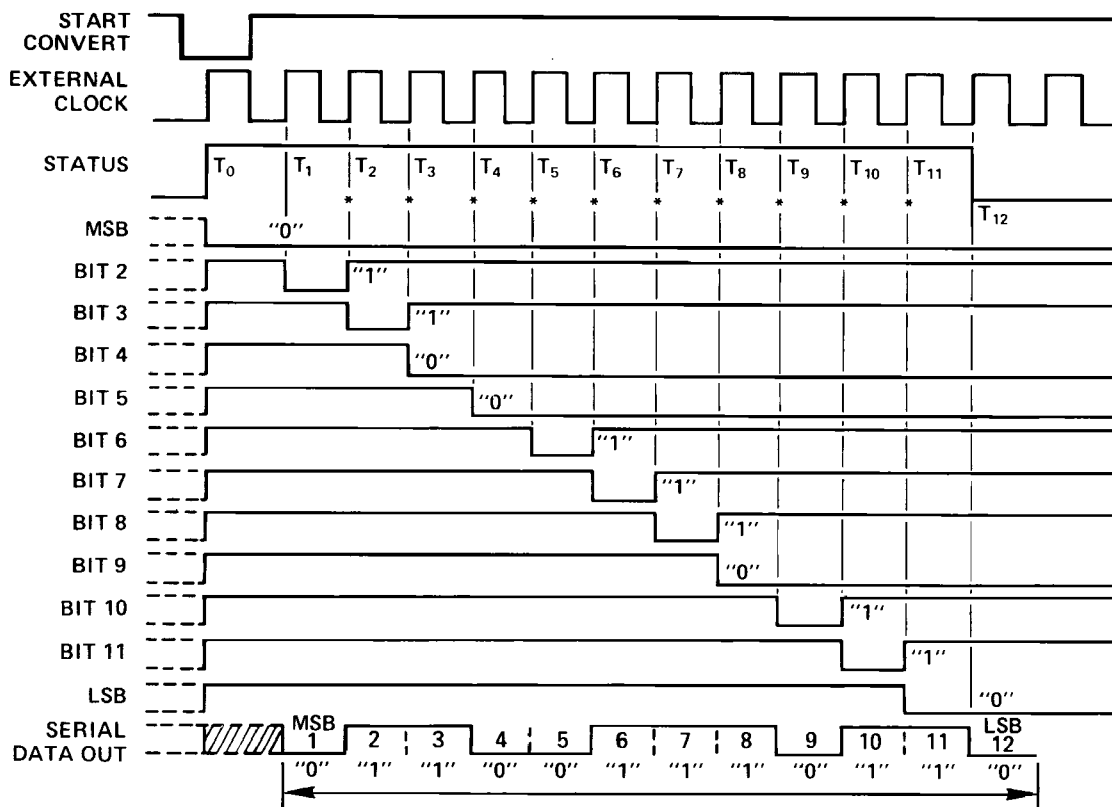 START
CONVERT
EXTERNAL
CLOCK
STATUS T0 T1 T2 T3 T4 T5 T6 T7 T8 T9 T10 T11
* * * * * * * * * *
T12
MSB "0"
BIT 2 "1"
BIT 3 "1"
BIT 4 "0"
BIT 5 "0"
BIT 6 "1"
BIT 7 "1"
BIT 8 "1"
BIT 9 "0"
BIT 10 "1"
BIT 11 "1"
LSB "0"
SERIAL
DATA OUT
MSB LSB
1 2 3 4 5 6 7 8 9 10 11 12
"0" "1" "1" "0" "0" "1" "1" "1" "0" "1" "1" "0"